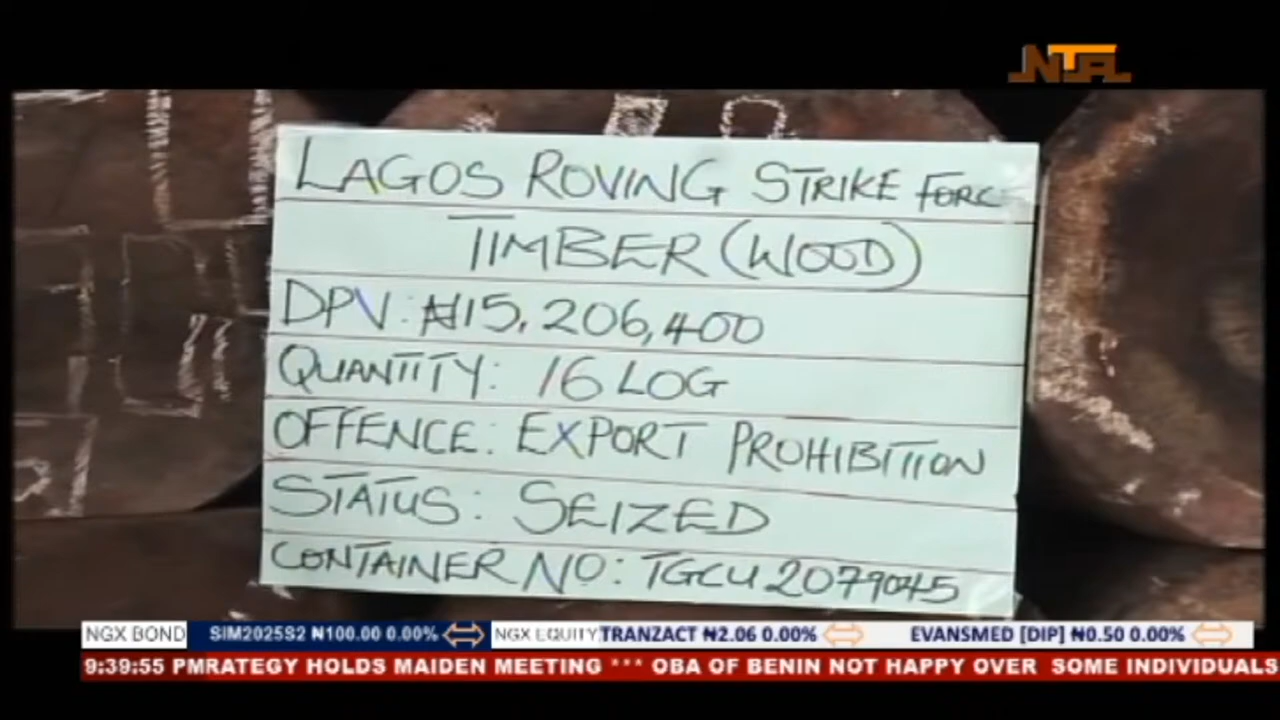 NTA
LAGOS ROVING STRIKE FORC
TIMBER (WOOD)
DPV: ₦15,206,400
QUANTITY: 16 LOG
OFFENCE: EXPORT PROHIBITION
STATUS: SEIZED
CONTAINER NO: TGCU 2079045
NGX BOND SIM2025S2 ₦100.00 0.00% NGX EQUITY TRANZACT ₦2.06 0.00% EVANSMED [DIP] ₦0.50 0.00%
9:39:55 PM RATEGY HOLDS MAIDEN MEETING *** OBA OF BENIN NOT HAPPY OVER SOME INDIVIDUALS